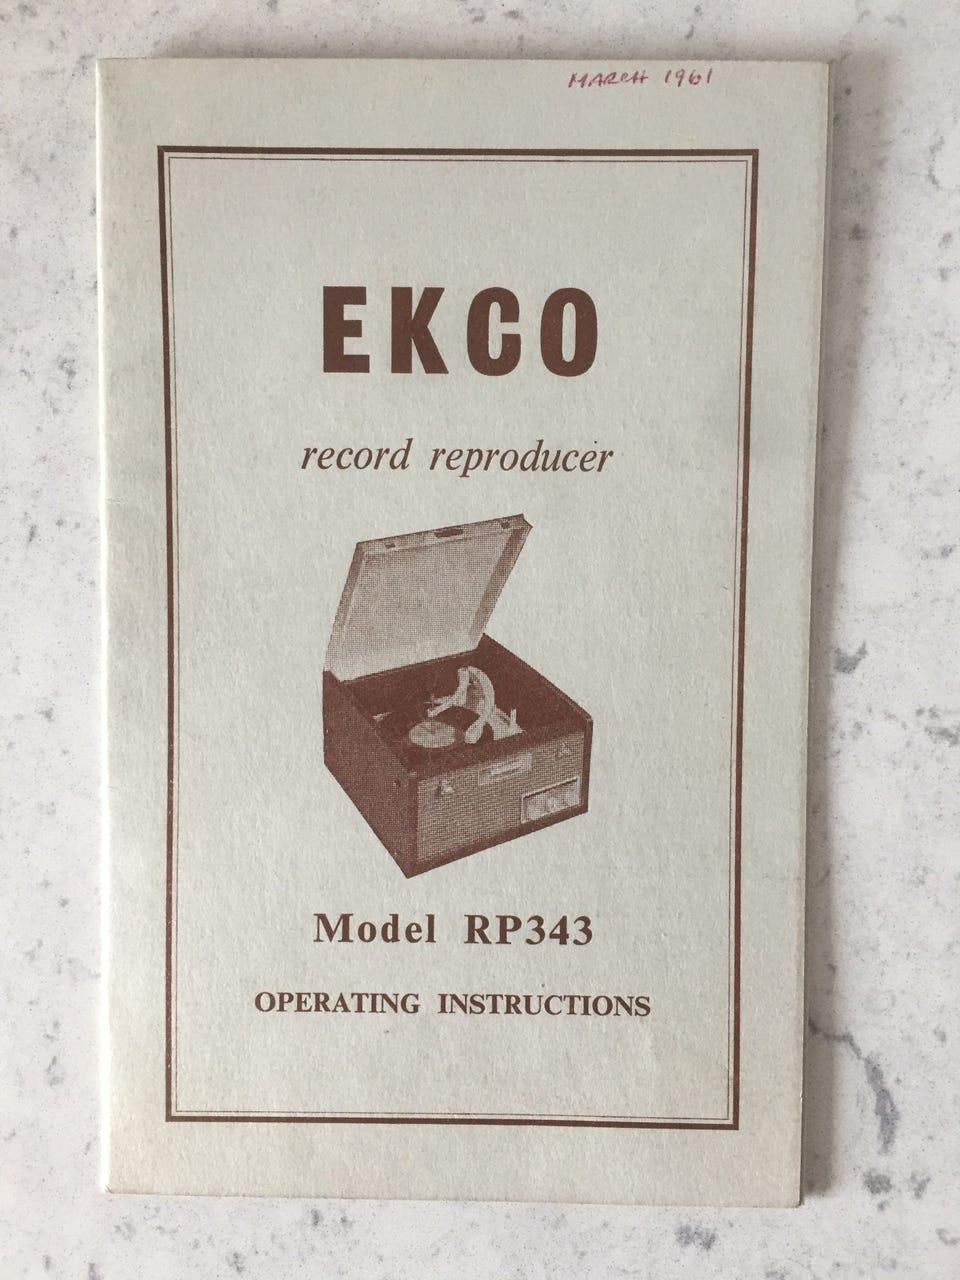 MARCH 1961
EKCO
record reproducer
Model RP343
OPERATING INSTRUCTIONS